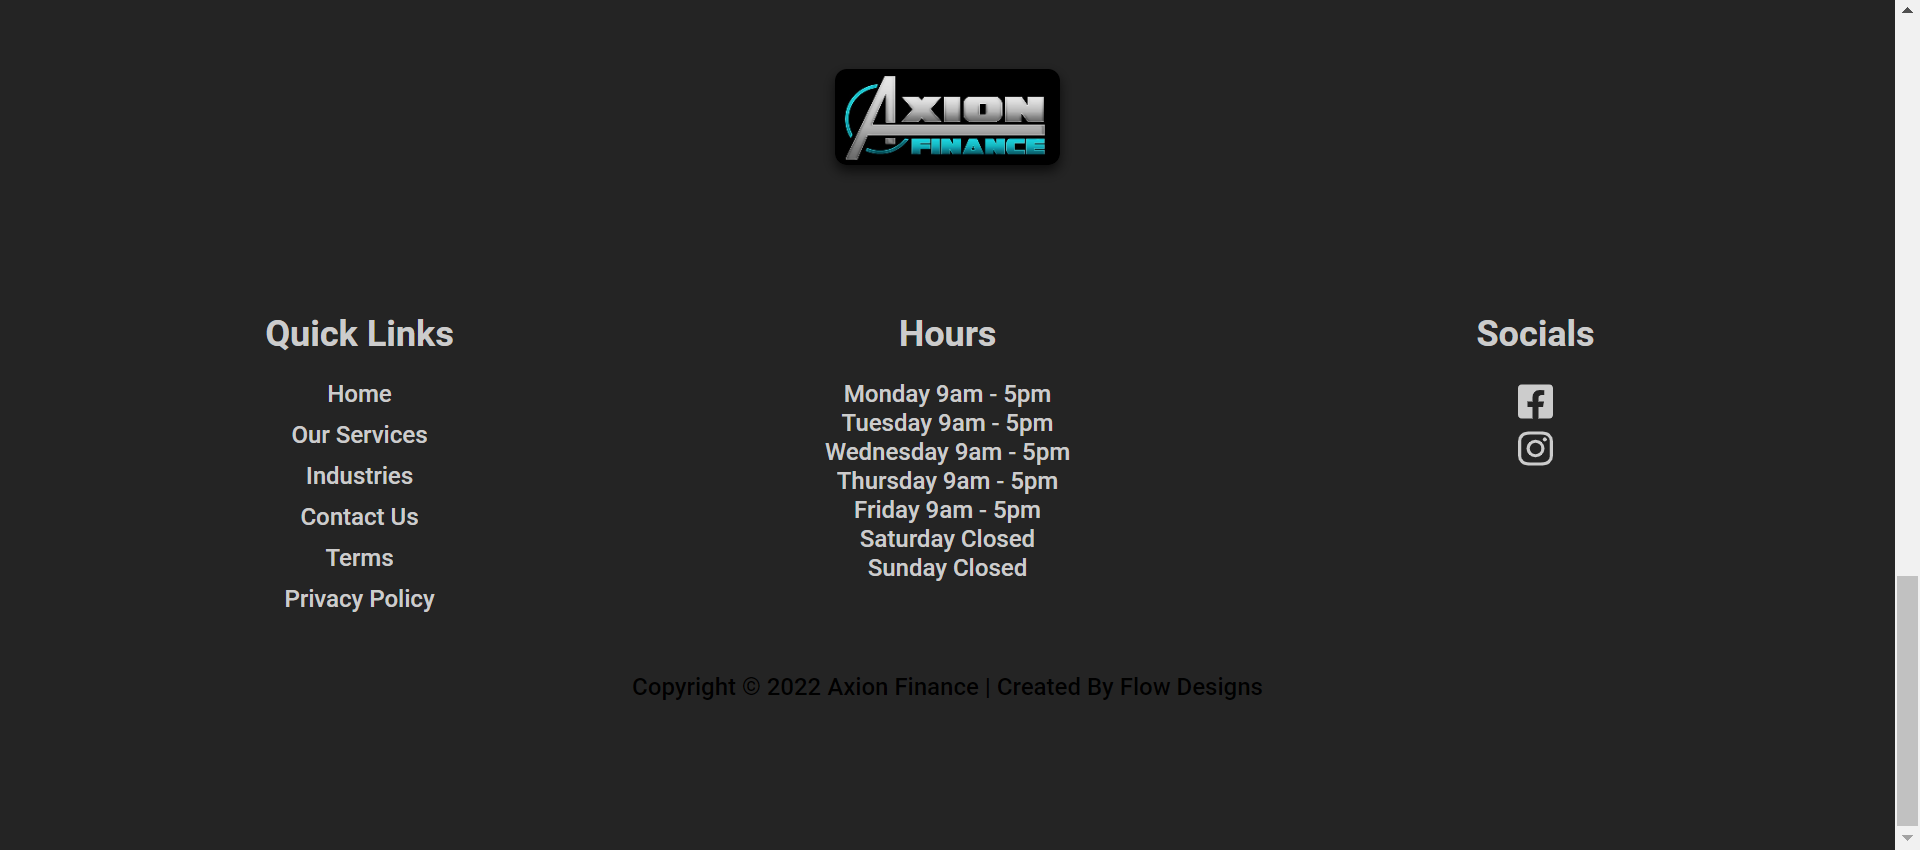 AXION
FINANCE
Quick Links
Home
Our Services
Industries
Contact Us
Terms
Privacy Policy
Hours
Monday 9am - 5pm
Tuesday 9am - 5pm
Wednesday 9am - 5pm
Thursday 9am - 5pm
Friday 9am - 5pm
Saturday Closed
Sunday Closed
Socials
Copyright © 2022 Axion Finance | Created By Flow Designs